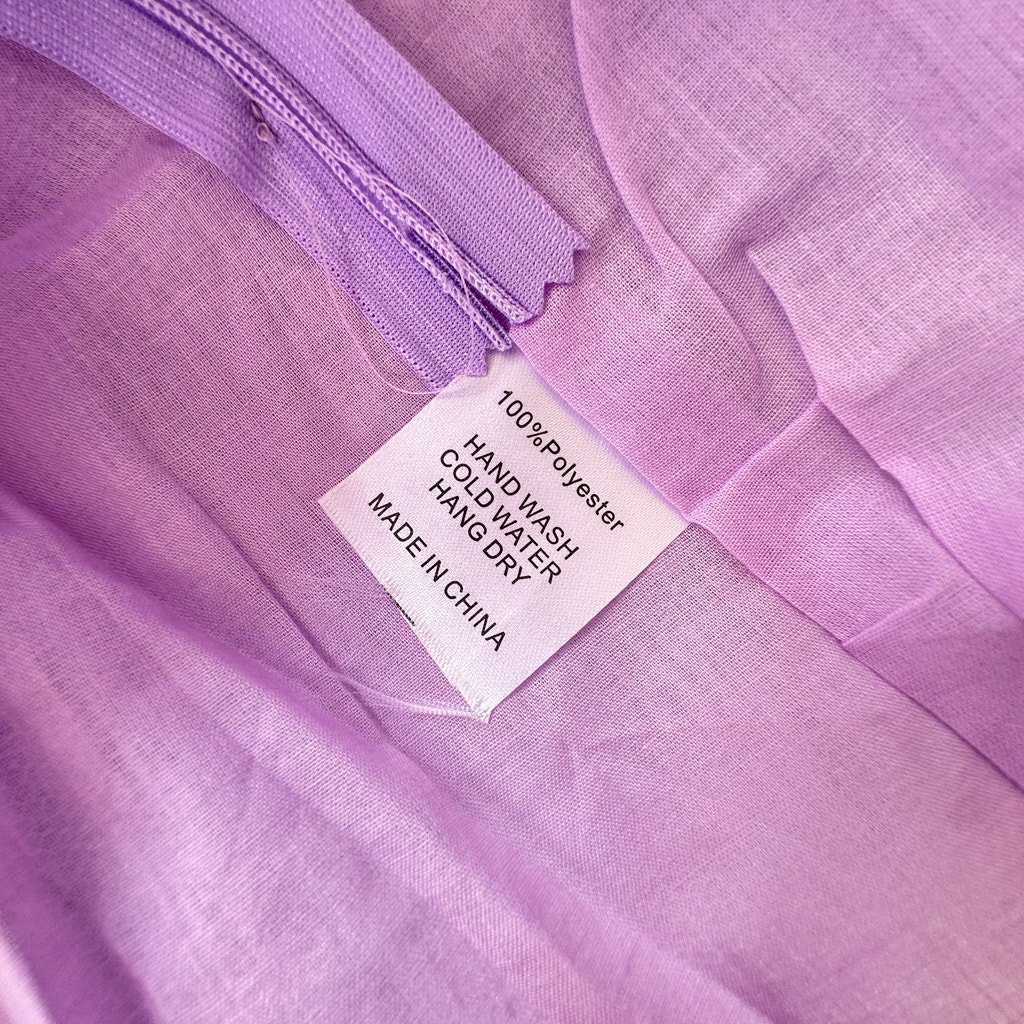 100%Polyester
HAND WASH
COLD WATER
HANG DRY
MADE IN CHINA